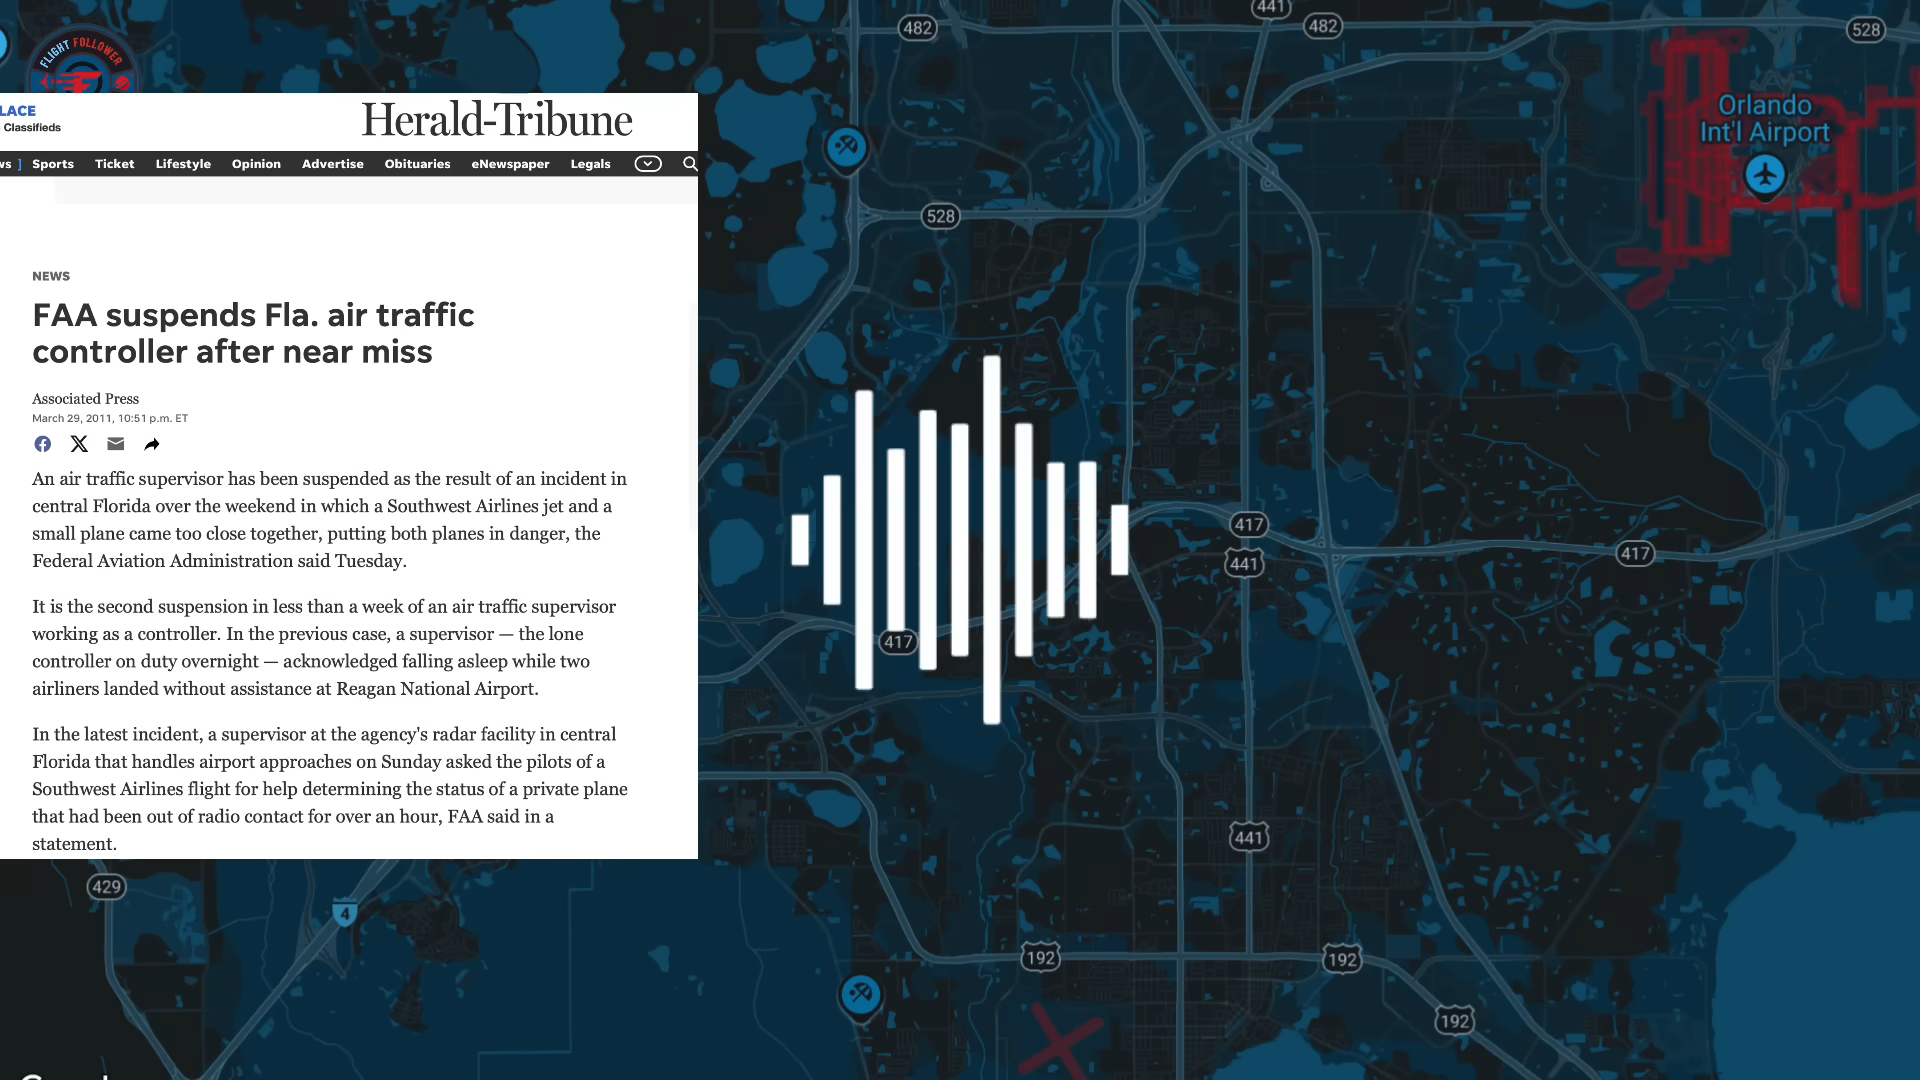 FLIGHT FOLLOWER
LACE
Classifieds
Herald-Tribune
ws ] Sports Ticket Lifestyle Opinion Advertise Obituaries eNewspaper Legals
NEWS
FAA suspends Fla. air traffic
controller after near miss
Associated Press
March 29, 2011, 10:51 p.m. ET
An air traffic supervisor has been suspended as the result of an incident in
central Florida over the weekend in which a Southwest Airlines jet and a
small plane came too close together, putting both planes in danger, the
Federal Aviation Administration said Tuesday.
It is the second suspension in less than a week of an air traffic supervisor
working as a controller. In the previous case, a supervisor — the lone
controller on duty overnight — acknowledged falling asleep while two
airliners landed without assistance at Reagan National Airport.
In the latest incident, a supervisor at the agency's radar facility in central
Florida that handles airport approaches on Sunday asked the pilots of a
Southwest Airlines flight for help determining the status of a private plane
that had been out of radio contact for over an hour, FAA said in a
statement.
441
482
482
528
Orlando
Int'l Airport
528
417
417
441
417
441
429
4
192
192
192